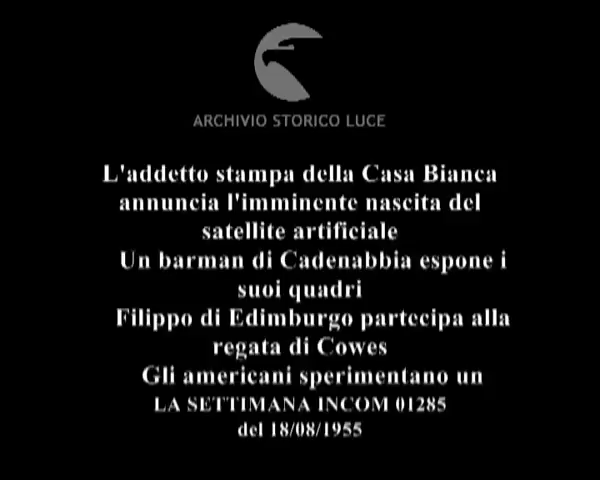 ARCHIVIO STORICO LUCE
L'addetto stampa della Casa Bianca
annuncia l'imminente nascita del
satellite artificiale
Un barman di Cadenabbia espone i
suoi quadri
Filippo di Edimburgo partecipa alla
regata di Cowes
Gli americani sperimentano un
LA SETTIMANA INCOM 01285
del 18/08/1955